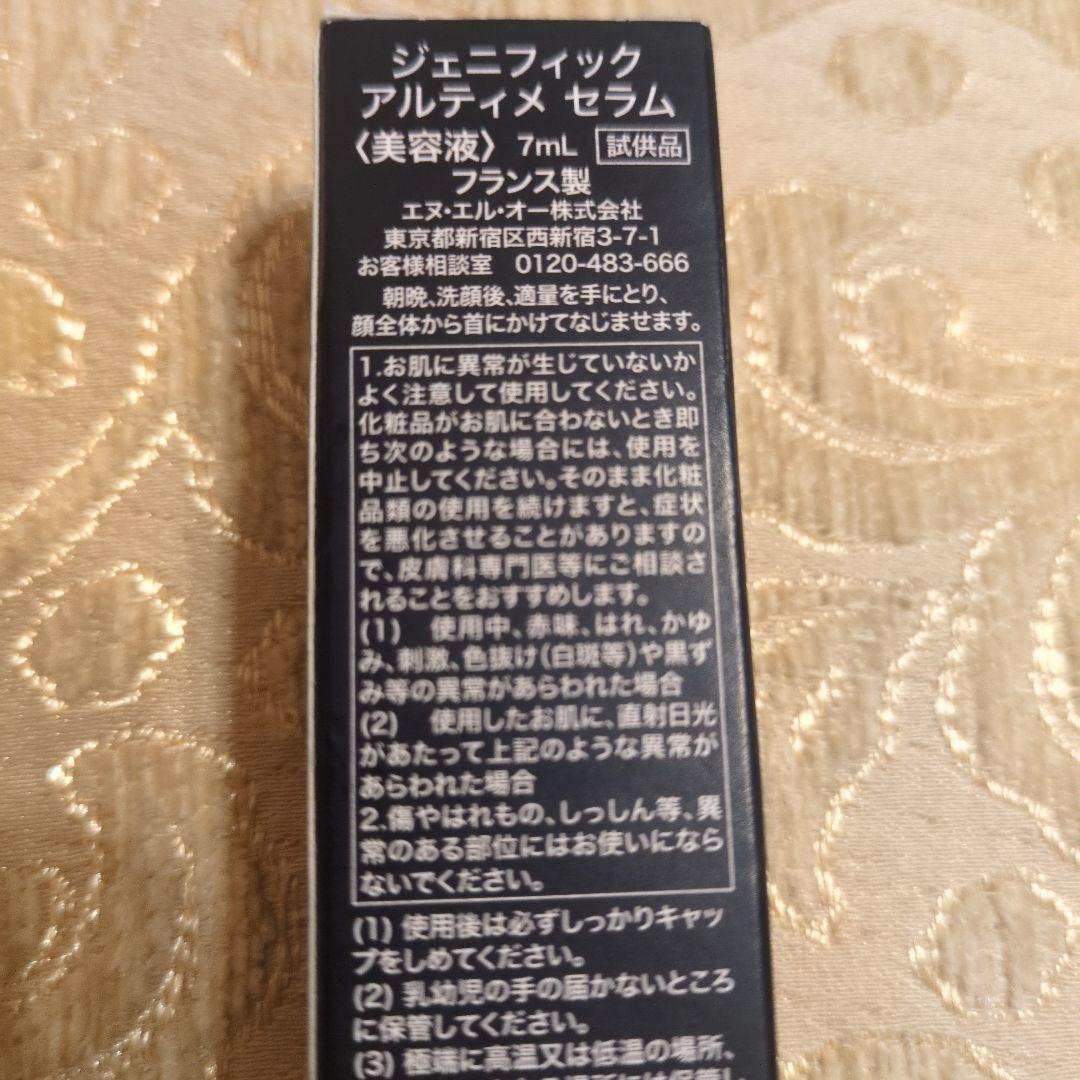 ジェニフィック
アルティメ セラム
〈美容液〉 7mL 試供品
フランス製
エヌ・エル・オー株式会社
東京都新宿区西新宿3-7-1
お客様相談室 0120-483-666
朝晩、洗顔後、適量を手にとり、
顔全体から首にかけてなじませます。
1.お肌に異常が生じていないか
よく注意して使用してください。
化粧品がお肌に合わないとき即
ち次のような場合には、使用を
中止してください。そのまま化粧
品類の使用を続けますと、症状
を悪化させることがありますの
で、皮膚科専門医等にご相談さ
れることをおすすめします。
(1) 使用中、赤味、はれ、かゆ
み、刺激、色抜け(白斑等)や黒ず
み等の異常があらわれた場合
(2) 使用したお肌に、直射日光
があたって上記のような異常が
あらわれた場合
2.傷やはれもの、しっしん等、異
常のある部位にはお使いになら
ないでください。
(1) 使用後は必ずしっかりキャッ
プをしめてください。
(2) 乳幼児の手の届かないところ
に保管してください。
(3) 極端に高温又は低温の場所、